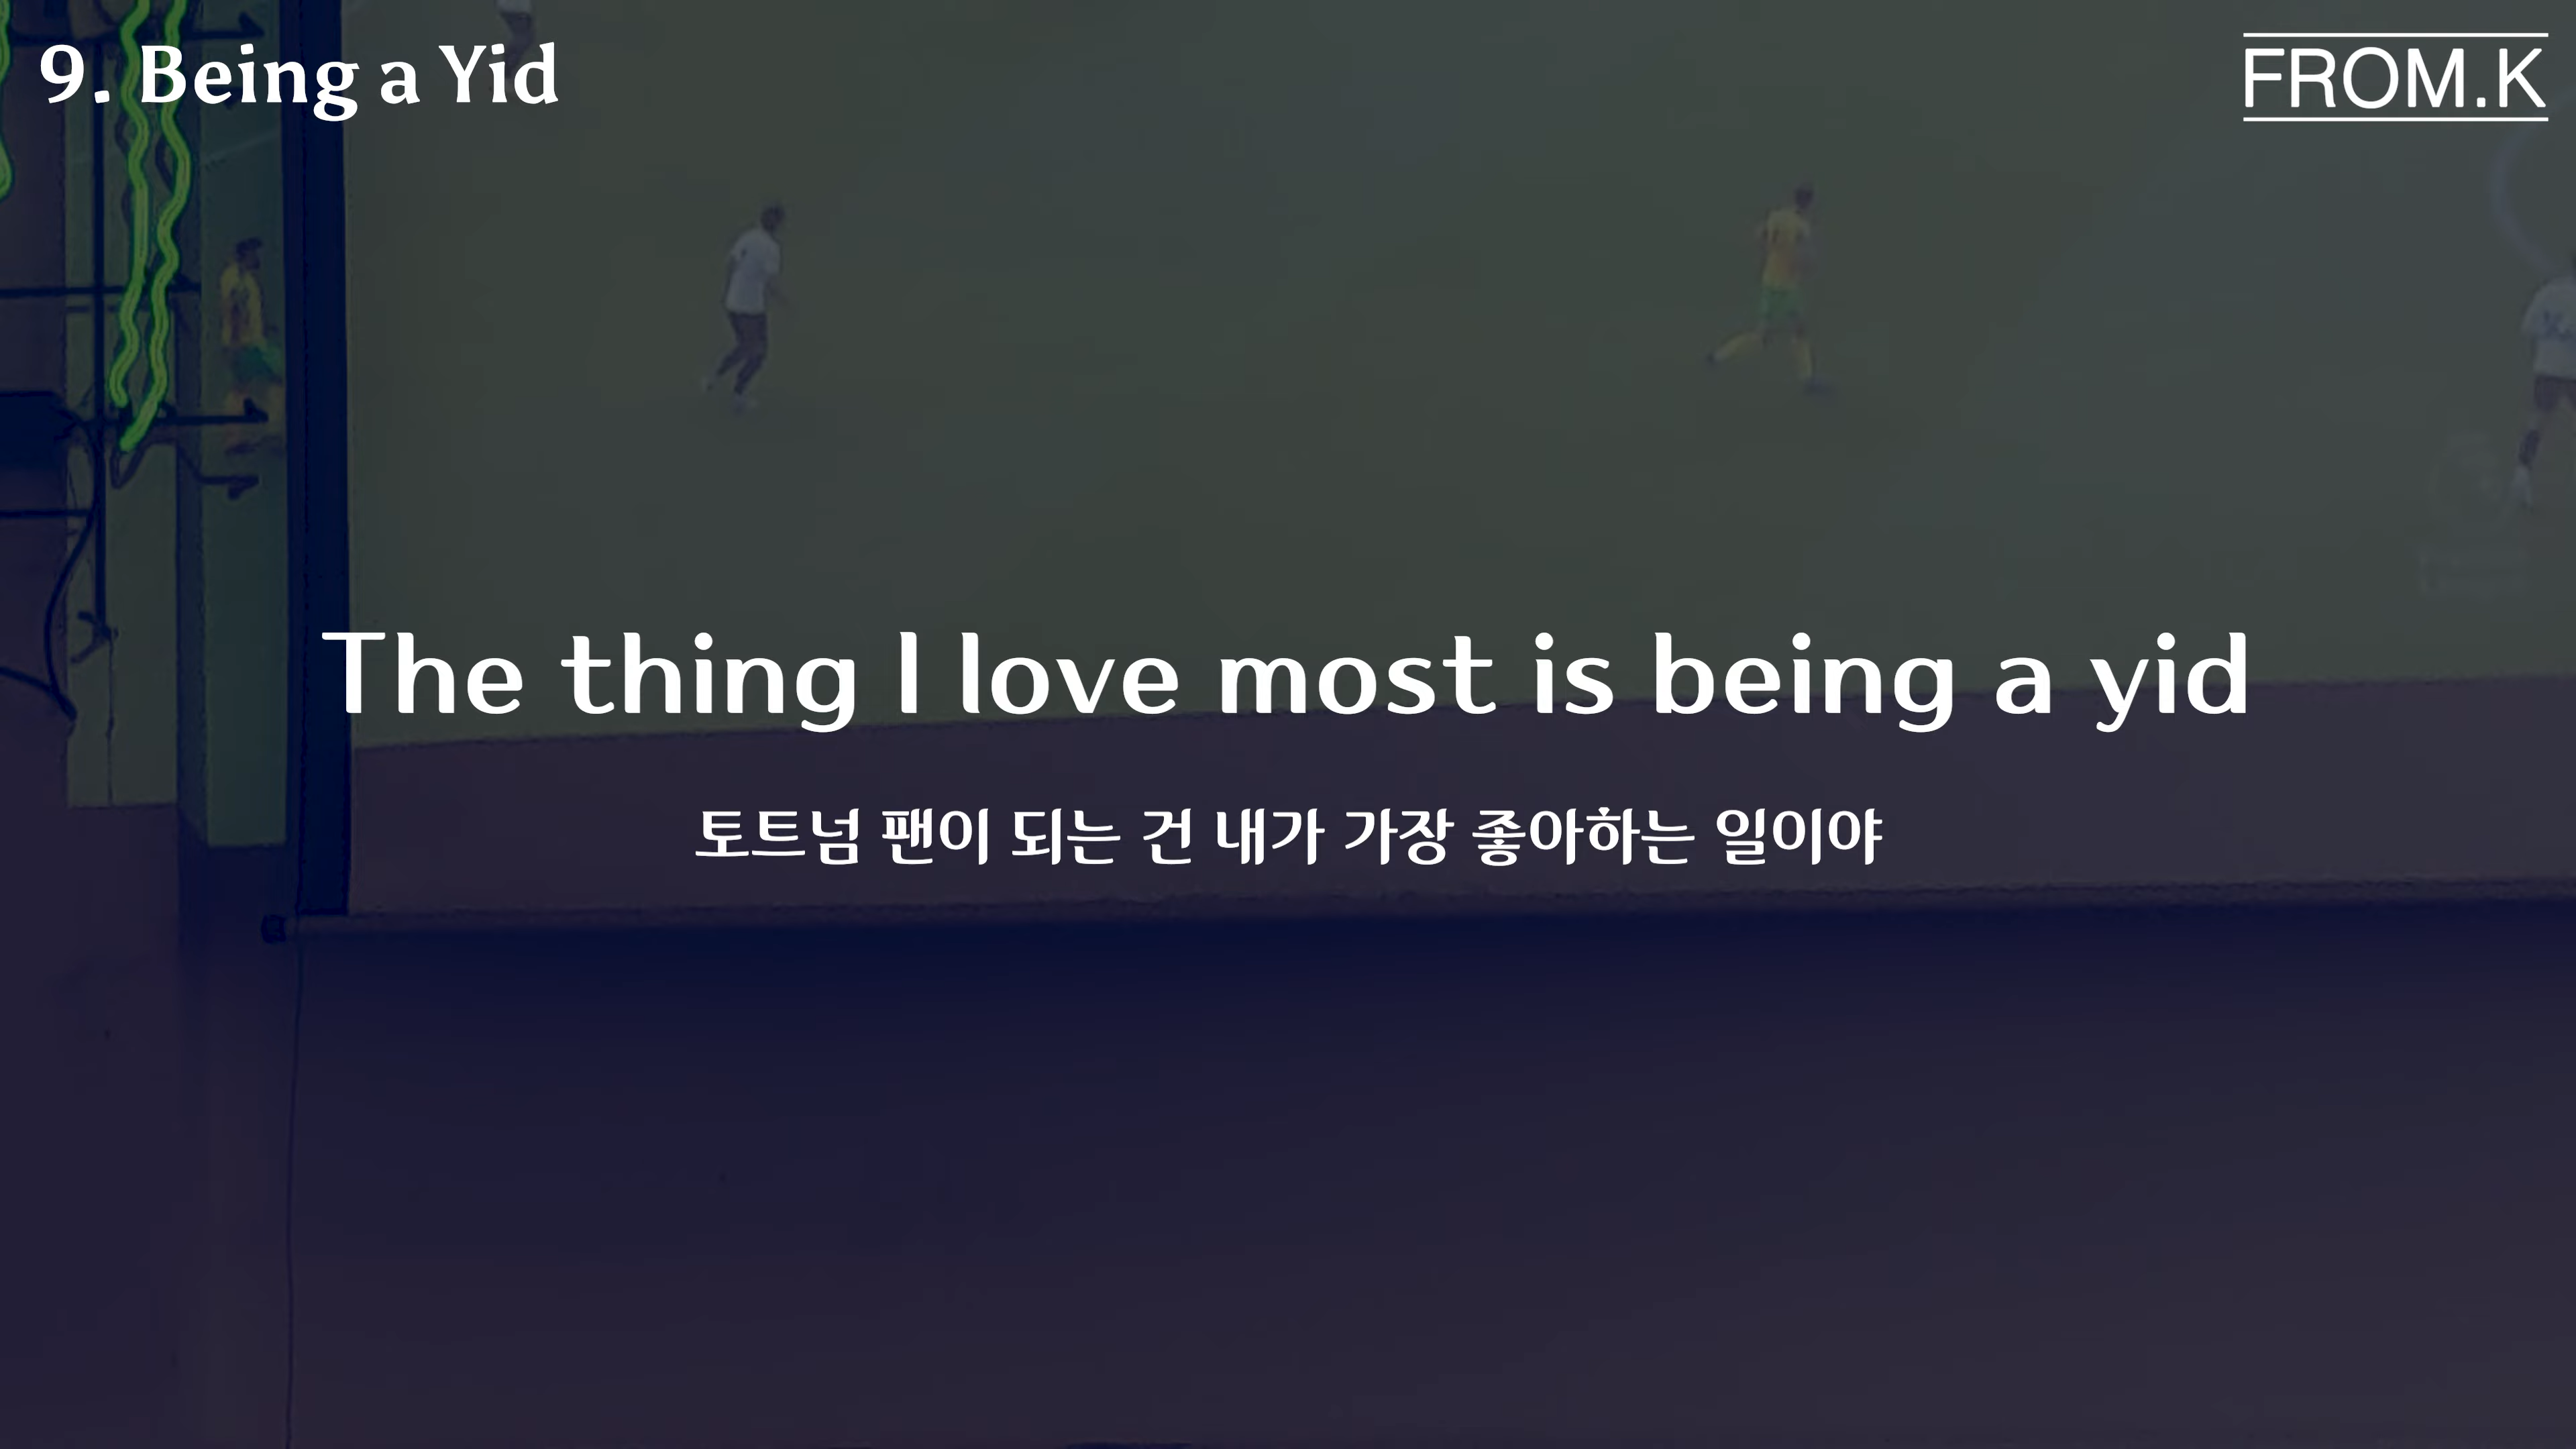 9. Being a Yid
FROM.K
The thing I love most is being a yid
토트넘 팬이 되는 건 내가 가장 좋아하는 일이야